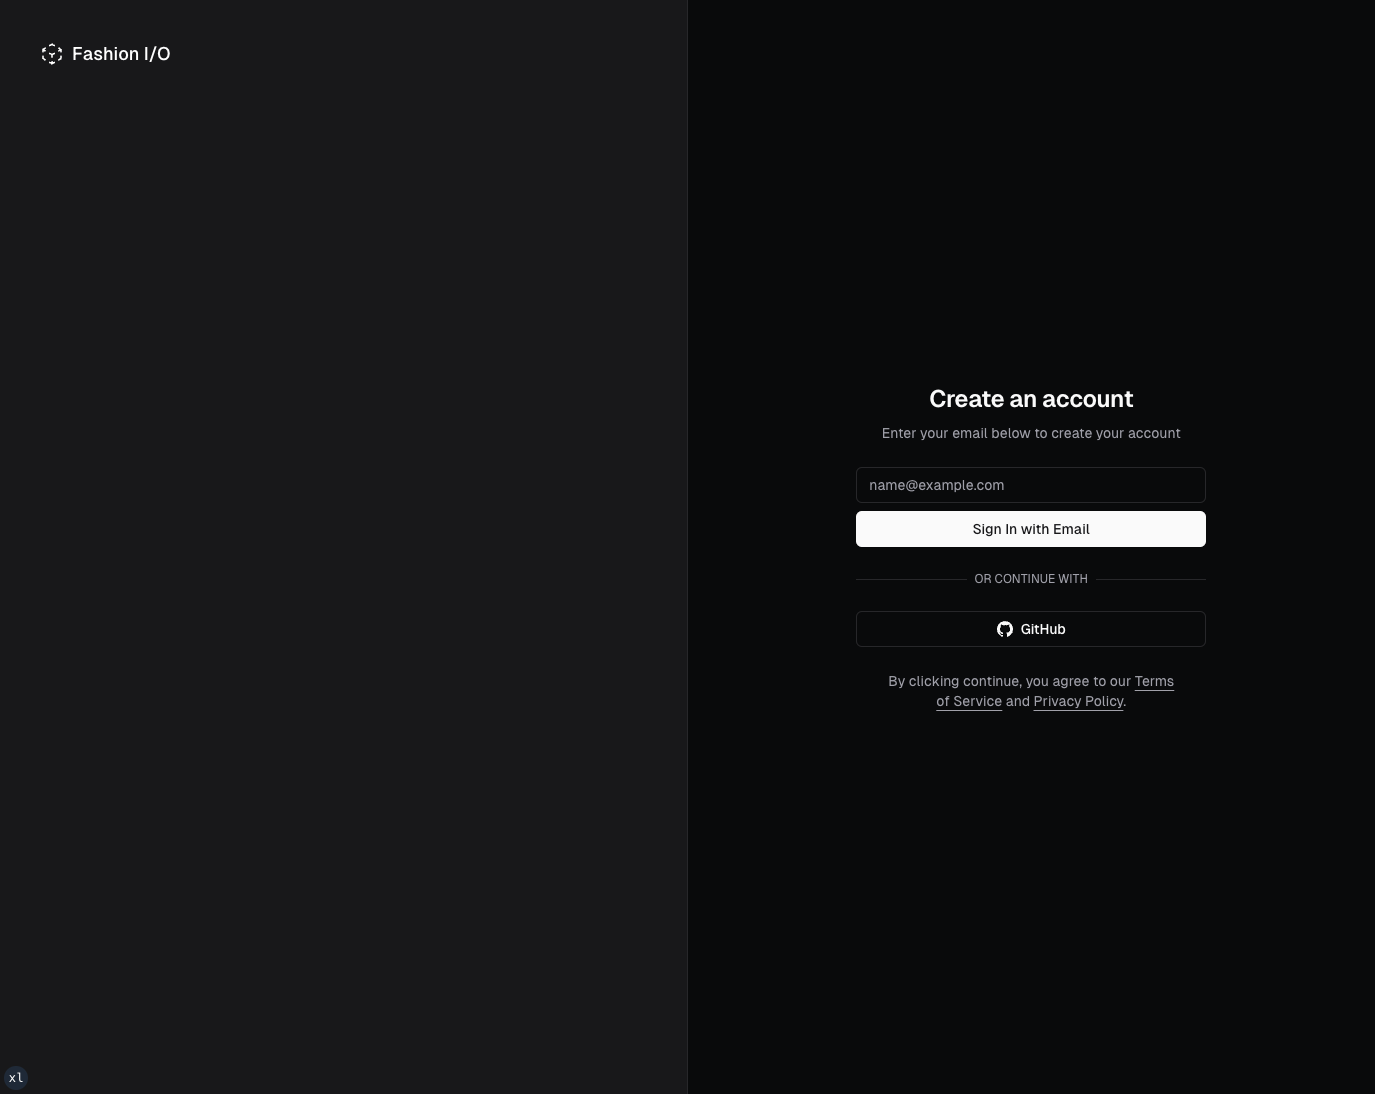 Fashion I/O
Create an account
Enter your email below to create your account
name@example.com
Sign In with Email
OR CONTINUE WITH
GitHub
By clicking continue, you agree to our Terms
of Service and Privacy Policy.
xl